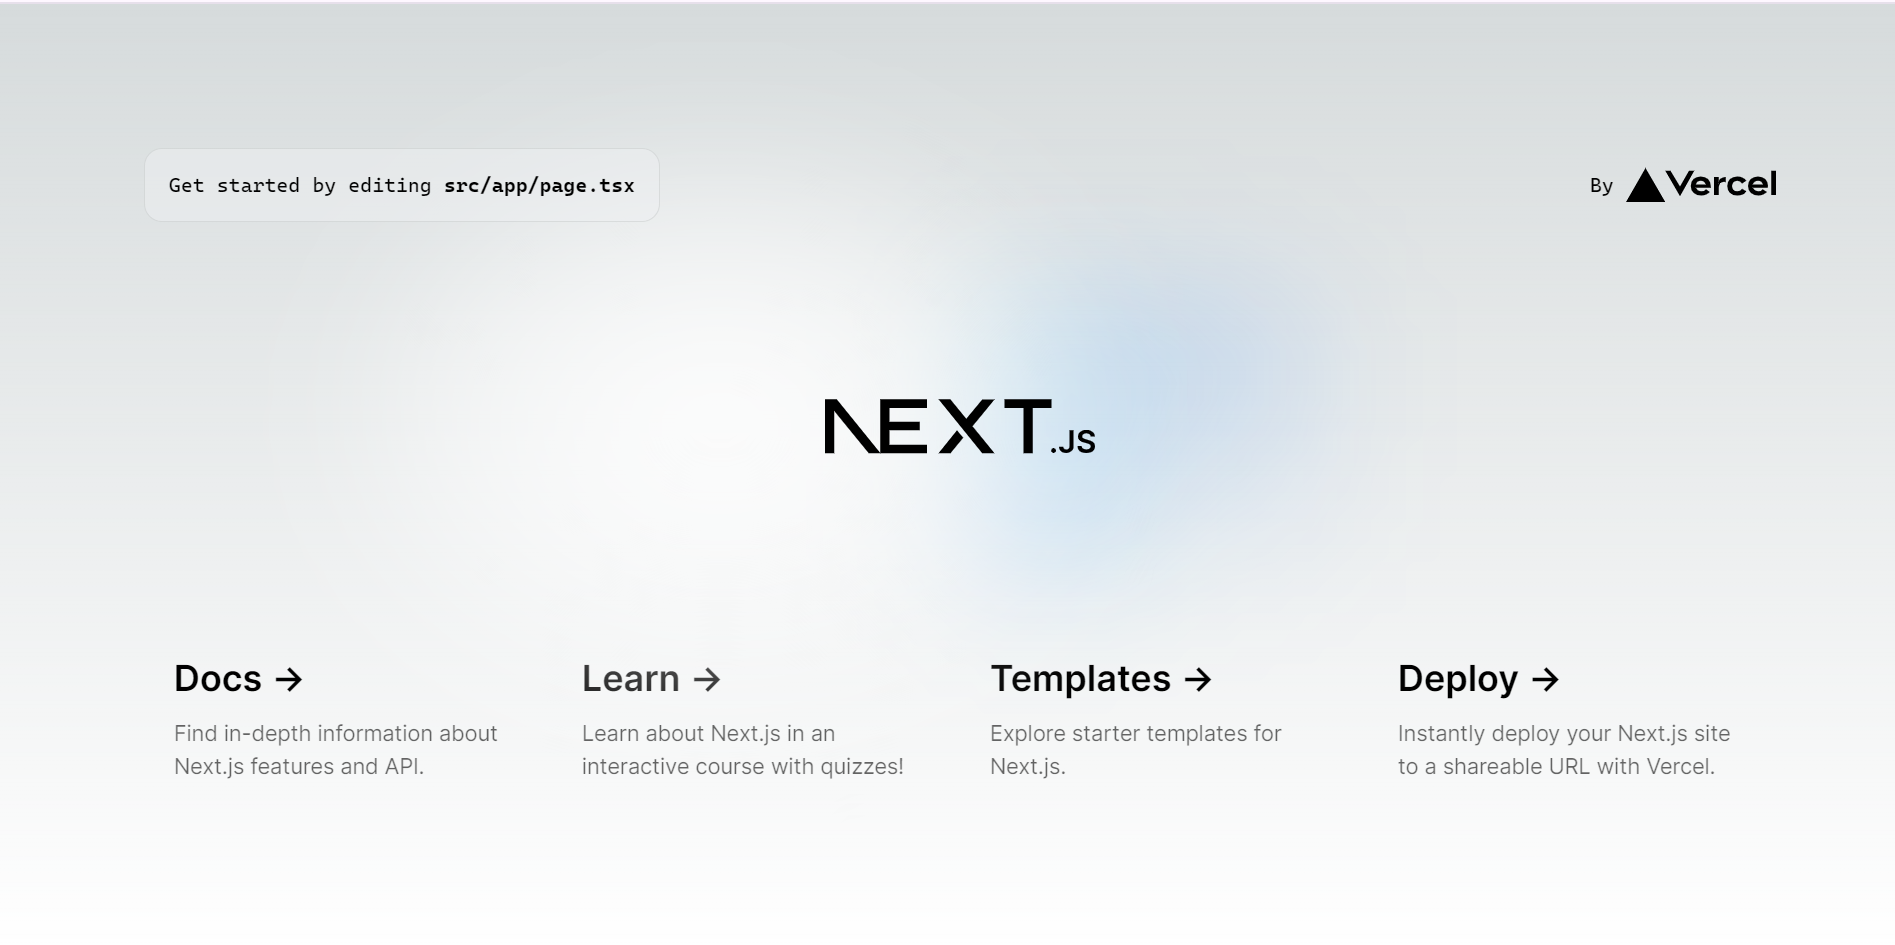 Get started by editing src/app/page.tsx
By Vercel
NEXT.JS
Docs →
Find in-depth information about
Next.js features and API.
Learn →
Learn about Next.js in an
interactive course with quizzes!
Templates →
Explore starter templates for
Next.js.
Deploy →
Instantly deploy your Next.js site
to a shareable URL with Vercel.